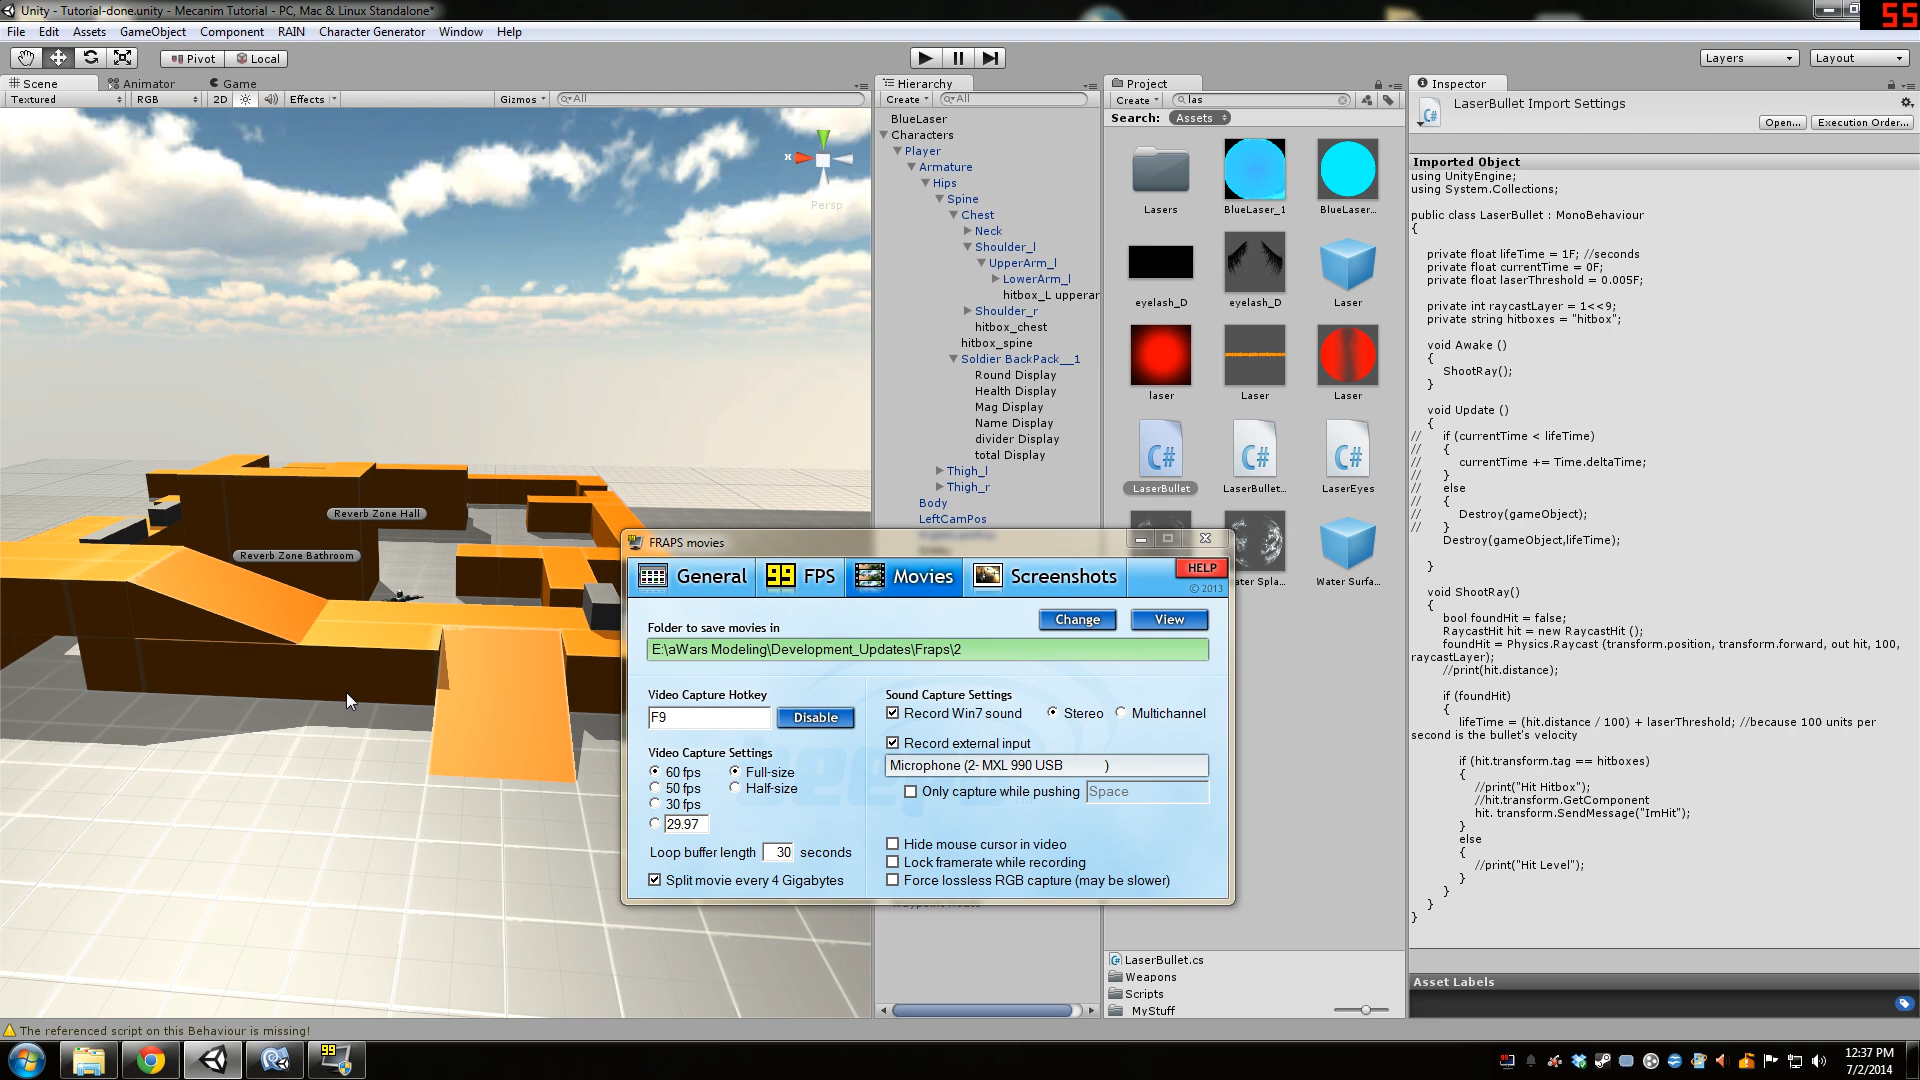 Unity - Tutorial-done.unity - Mecanim Tutorial - PC, Mac & Linux Standalone*
55
File Edit Assets GameObject Component RAIN Character Generator Window Help
Pivot Local
Layers Layout
Scene Animator Game
Textured RGB 2D Effects Gizmos All
Persp
Reverb Zone Hall
Reverb Zone Bathroom
Hierarchy
Create All
BlueLaser
Characters
Player
Armature
Hips
Spine
Chest
Neck
Shoulder_l
UpperArm_l
LowerArm_l
hitbox_L upperar
Shoulder_r
hitbox_chest
hitbox_spine
Soldier BackPack__1
Round Display
Health Display
Mag Display
Name Display
divider Display
total Display
Thigh_l
Thigh_r
Body
LeftCamPos
Project
Create las
Search: Assets
Lasers BlueLaser_1 BlueLaser...
eyelash_D eyelash_D Laser
laser Laser Laser
C# C# C#
LaserBullet LaserBullet... LaserEyes
ater Spla... Water Surfa...
LaserBullet.cs
Weapons
Scripts
MyStuff
Inspector
C# LaserBullet Import Settings
Open... Execution Order...
Imported Object
using UnityEngine;
using System.Collections;
public class LaserBullet : MonoBehaviour
{
private float lifeTime = 1F; //seconds
private float currentTime = 0F;
private float laserThreshold = 0.005F;
private int raycastLayer = 1<<9;
private string hitboxes = "hitbox";
void Awake ()
{
ShootRay();
}
void Update ()
{
// if (currentTime < lifeTime)
// {
// currentTime += Time.deltaTime;
// }
// else
// {
// Destroy(gameObject);
// }
Destroy(gameObject,lifeTime);
}
void ShootRay()
{
bool foundHit = false;
RaycastHit hit = new RaycastHit ();
foundHit = Physics.Raycast (transform.position, transform.forward, out hit, 100,
raycastLayer);
//print(hit.distance);
if (foundHit)
{
lifeTime = (hit.distance / 100) + laserThreshold; //because 100 units per
second is the bullet's velocity
if (hit.transform.tag == hitboxes)
{
//print("Hit Hitbox");
//hit.transform.GetComponent
hit. transform.SendMessage("ImHit");
}
else
{
//print("Hit Level");
}
}
}
}
Asset Labels
FRAPS movies
General 99 FPS Movies Screenshots HELP
© 2013
Folder to save movies in Change View
E:\aWars Modeling\Development_Updates\Fraps\2
Video Capture Hotkey
F9 Disable
Video Capture Settings
60 fps Full-size
50 fps Half-size
30 fps
29.97
Loop buffer length 30 seconds
Split movie every 4 Gigabytes
Sound Capture Settings
Record Win7 sound Stereo Multichannel
Record external input
Microphone (2- MXL 990 USB )
Only capture while pushing Space
Hide mouse cursor in video
Lock framerate while recording
Force lossless RGB capture (may be slower)
The referenced script on this Behaviour is missing!
99
12:37 PM
7/2/2014